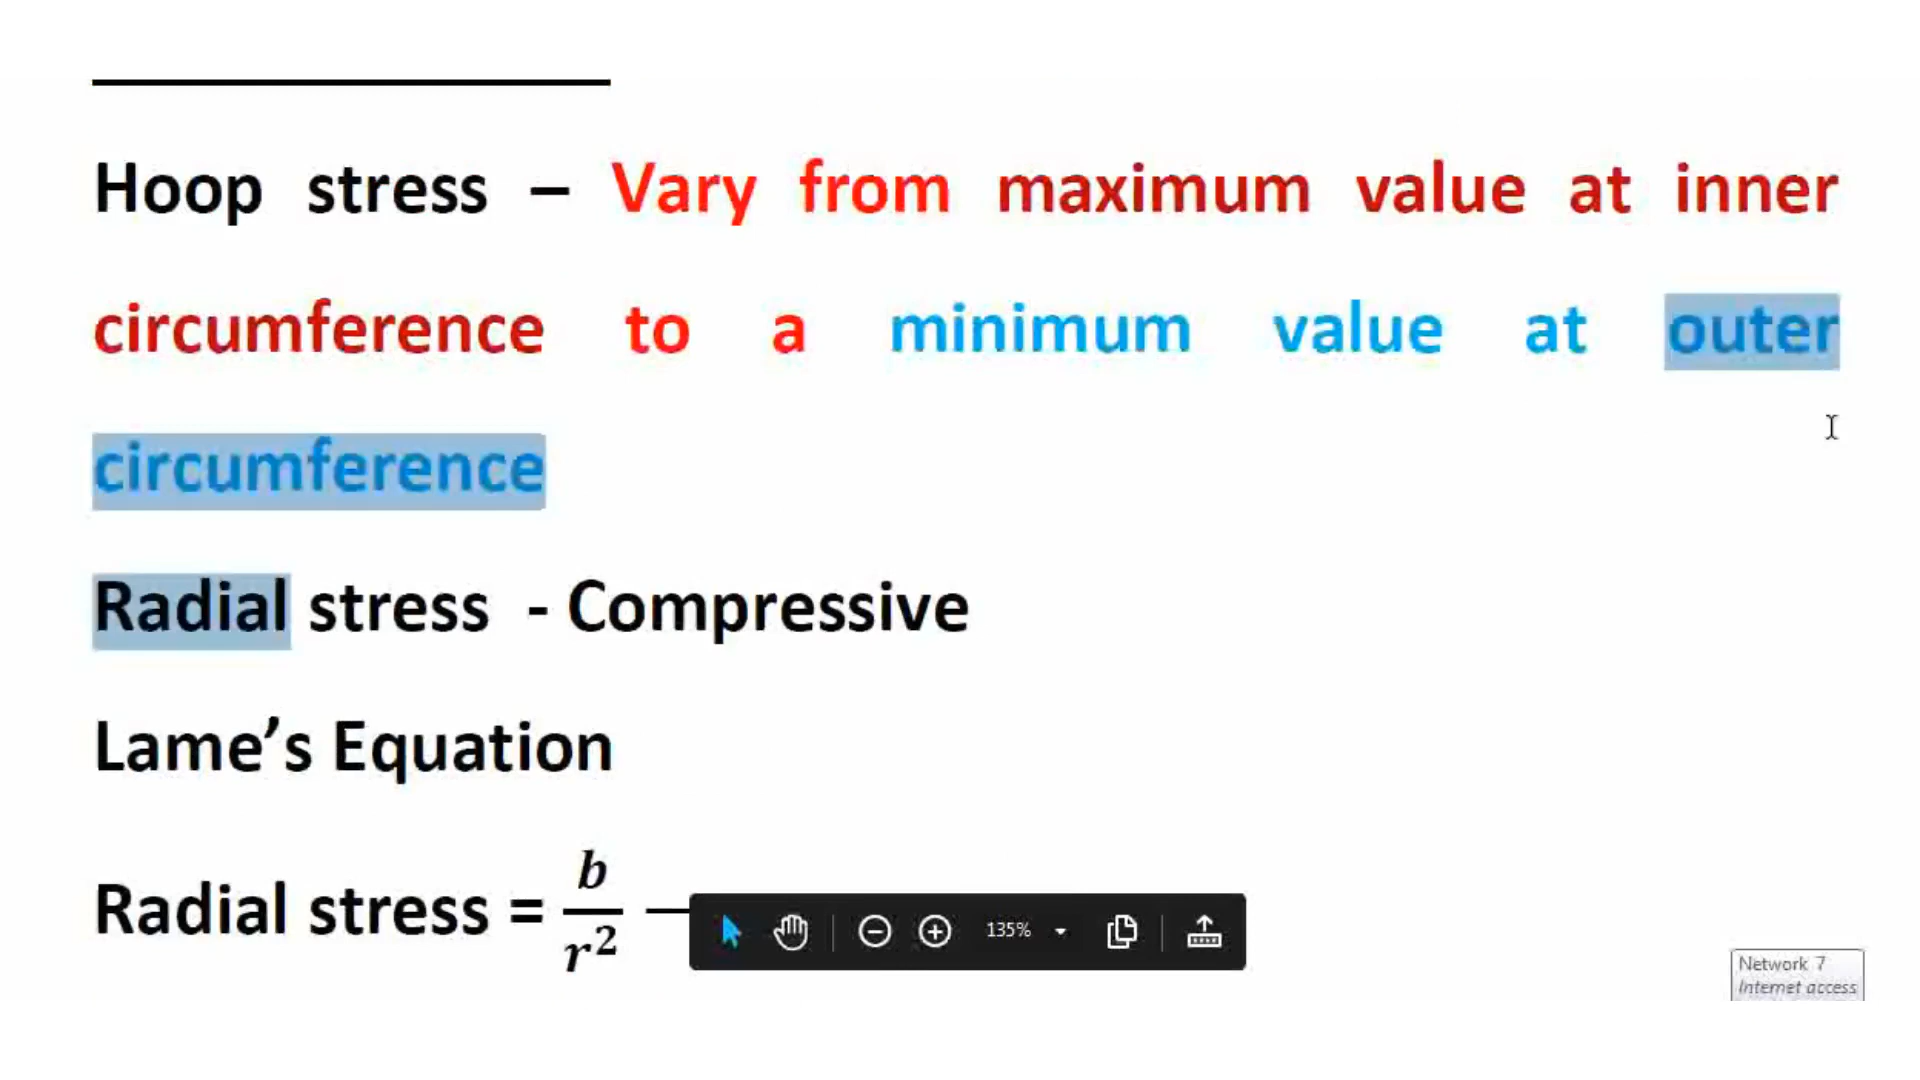 Hoop stress – Vary from maximum value at inner
circumference to a minimum value at outer
circumference
Radial stress - Compressive
Lame’s Equation
Radial stress = b/r² −
135%
Network 7
Internet access